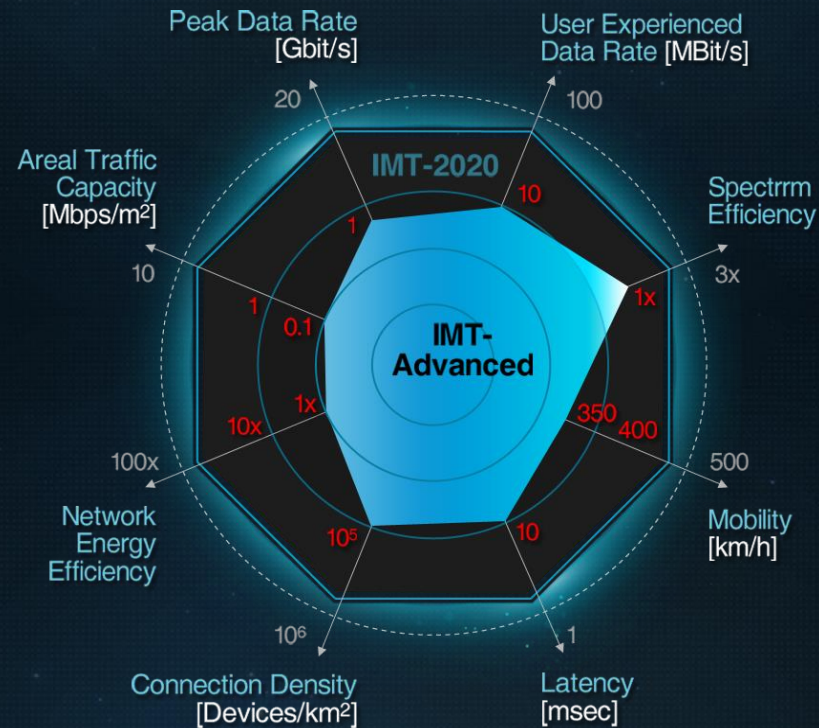 Peak Data Rate
[Gbit/s]
User Experienced
Data Rate [MBit/s]
20
100
IMT-2020
Areal Traffic
Capacity
[Mbps/m²]
Spectrrm
Efficiency
1
10
10
3x
1
0.1
1x
IMT-
Advanced
1x
10x
350
400
100x
500
Network
Energy
Efficiency
Mobility
[km/h]
10⁵
10
10⁶
1
Connection Density
[Devices/km²]
Latency
[msec]